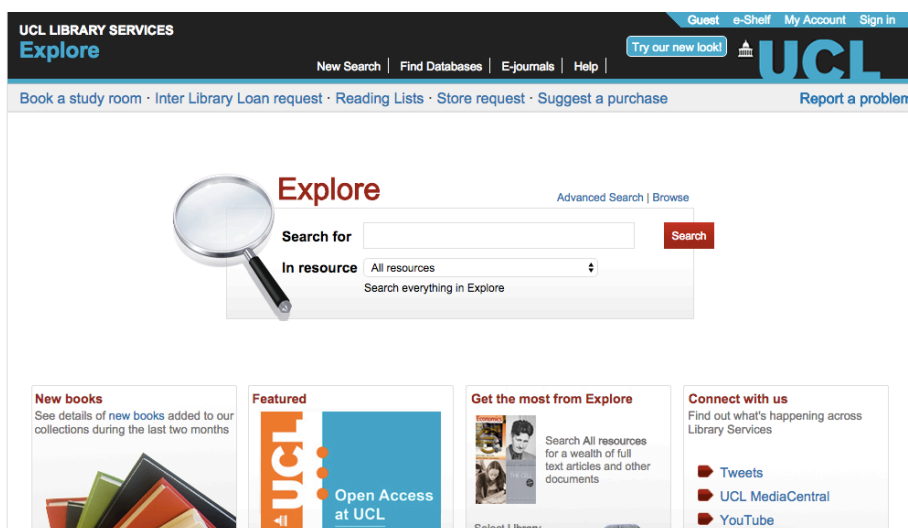 Guest e-Shelf My Account Sign in
UCL LIBRARY SERVICES
Explore
New Search | Find Databases | E-journals | Help |
Try our new look!
UCL
Book a study room · Inter Library Loan request · Reading Lists · Store request · Suggest a purchase
Report a problem
Explore
Advanced Search | Browse
Search for
Search
In resource All resources
Search everything in Explore
New books
See details of new books added to our
collections during the last two months
Featured
UCL
Open Access
at UCL
Get the most from Explore
Economics
Search All resources
for a wealth of full
text articles and other
documents
Select Library
Connect with us
Find out what's happening across
Library Services
Tweets
UCL MediaCentral
YouTube